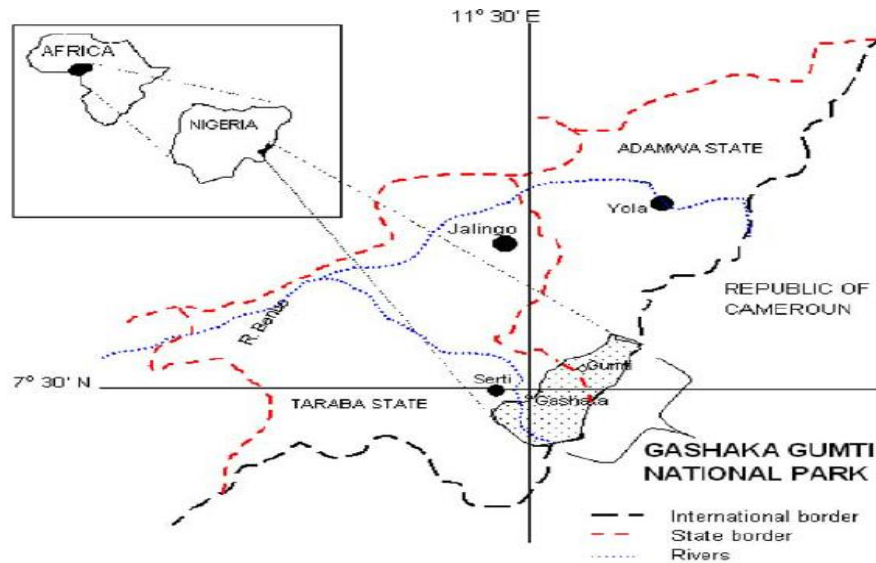 11° 30' E
AFRICA
NIGERIA
ADAMWA STATE
Yola
Jalingo
REPUBLIC OF
CAMEROUN
R. Benue
Gumti
7° 30' N
Serti
Gashaka
TARABA STATE
GASHAKA GUMTI
NATIONAL PARK
International border
State border
Rivers